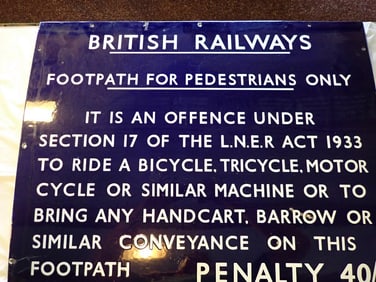 BRITISH RAILWAYS
FOOTPATH FOR PEDESTRIANS ONLY
IT IS AN OFFENCE UNDER
SECTION 17 OF THE L.N.E.R ACT 1933
TO RIDE A BICYCLE, TRICYCLE, MOTOR
CYCLE OR SIMILAR MACHINE OR TO
BRING ANY HANDCART, BARROW OR
SIMILAR CONVEYANCE ON THIS
FOOTPATH PENALTY 40/